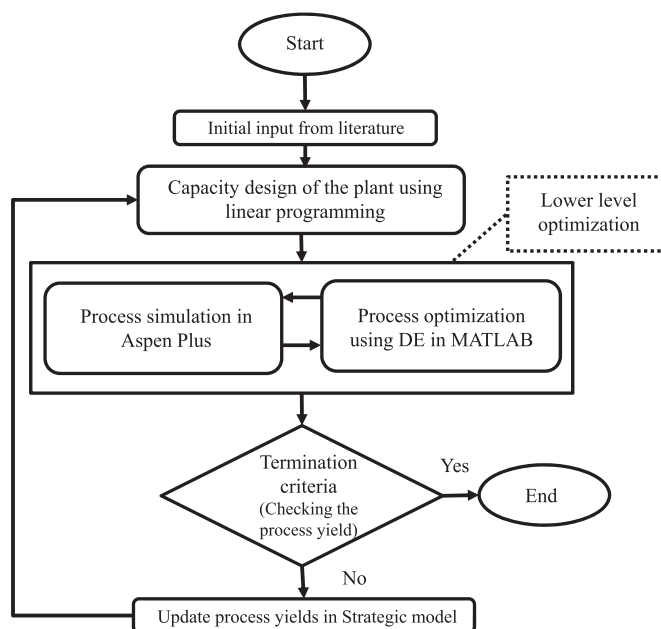 Start
Initial input from literature
Capacity design of the plant using
linear programming
Lower level
optimization
Process simulation in
Aspen Plus
Process optimization
using DE in MATLAB
Termination
criteria
(Checking the
process yield)
Yes
End
No
Update process yields in Strategic model